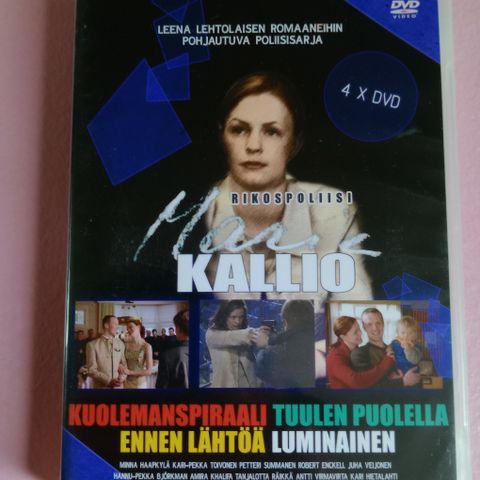 LEENA LEHTOLAISEN ROMAANEIHIN
POHJAUTUVA POLIISISARJA
DVD
VIDEO
4 X DVD
RIKOSPOLIISI
Maria
KALLIO
KUOLEMANSPIRAALI TUULEN PUOLELLA
ENNEN LÄHTÖÄ LUMINAINEN
MINNA HAAPKYLÄ KARI-PEKKA TOIVONEN PETTERI SUMMANEN ROBERT ENCKELL JUHA VEIJONEN
HANNU-PEKKA BJÖRKMAN AMIRA KHALIFA TANJALOTTA RÄIKKÄ ANTTI VIRMAVIRTA KARI HIETALAHTI